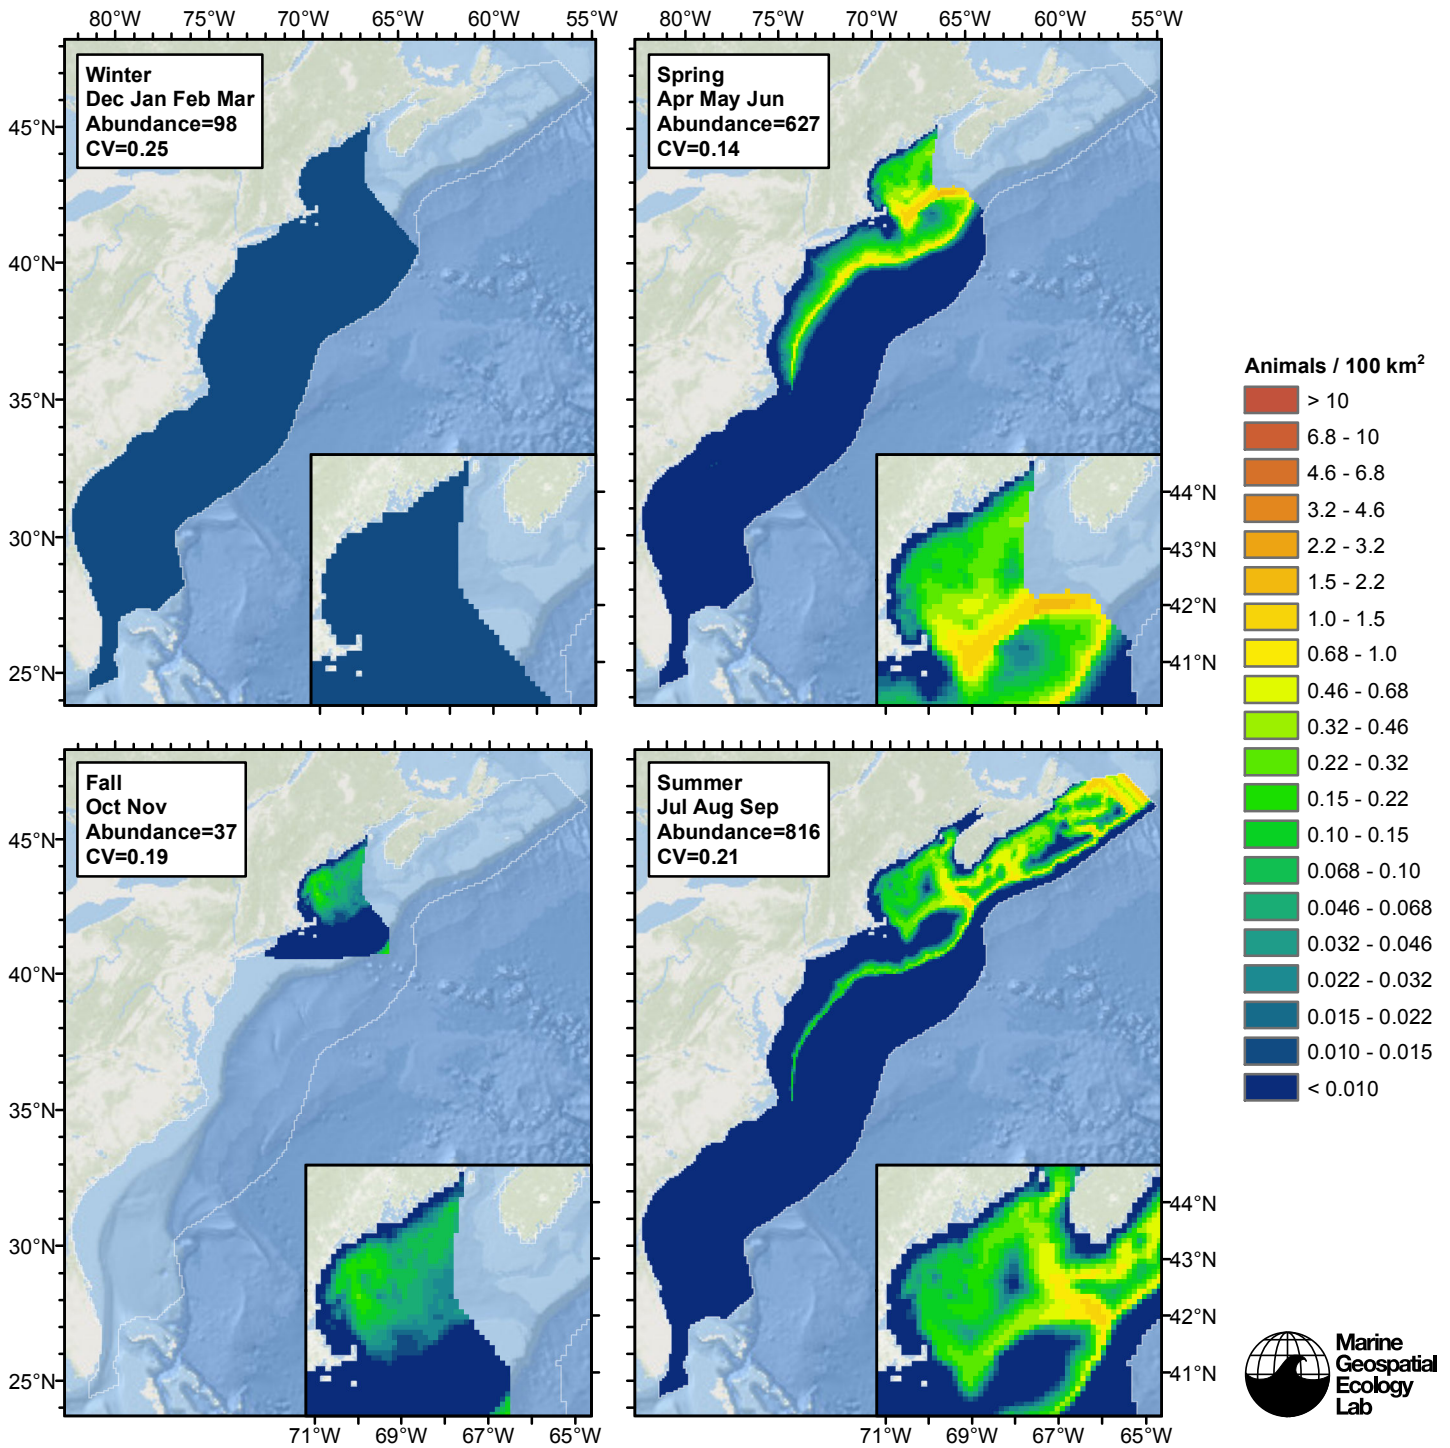 80°W 75°W 70°W 65°W 60°W 55°W
80°W 75°W 70°W 65°W 60°W 55°W
Winter
Dec Jan Feb Mar
Abundance=98
CV=0.25
Spring
Apr May Jun
Abundance=627
CV=0.14
45°N
40°N
35°N
30°N
25°N
44°N
43°N
42°N
41°N
Fall
Oct Nov
Abundance=37
CV=0.19
Summer
Jul Aug Sep
Abundance=816
CV=0.21
45°N
40°N
35°N
30°N
25°N
44°N
43°N
42°N
41°N
71°W 69°W 67°W 65°W
71°W 69°W 67°W 65°W
Animals / 100 km²
> 10
6.8 - 10
4.6 - 6.8
3.2 - 4.6
2.2 - 3.2
1.5 - 2.2
1.0 - 1.5
0.68 - 1.0
0.46 - 0.68
0.32 - 0.46
0.22 - 0.32
0.15 - 0.22
0.10 - 0.15
0.068 - 0.10
0.046 - 0.068
0.032 - 0.046
0.022 - 0.032
0.015 - 0.022
0.010 - 0.015
< 0.010
Marine
Geospatial
Ecology
Lab